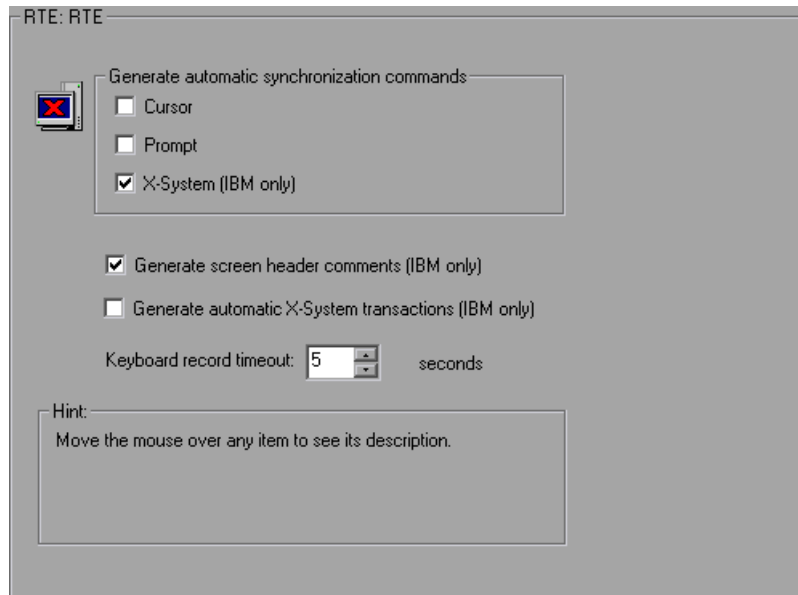 RTE: RTE
Generate automatic synchronization commands
Cursor
Prompt
X-System (IBM only)
Generate screen header comments (IBM only)
Generate automatic X-System transactions (IBM only)
Keyboard record timeout: 5 seconds
Hint:
Move the mouse over any item to see its description.